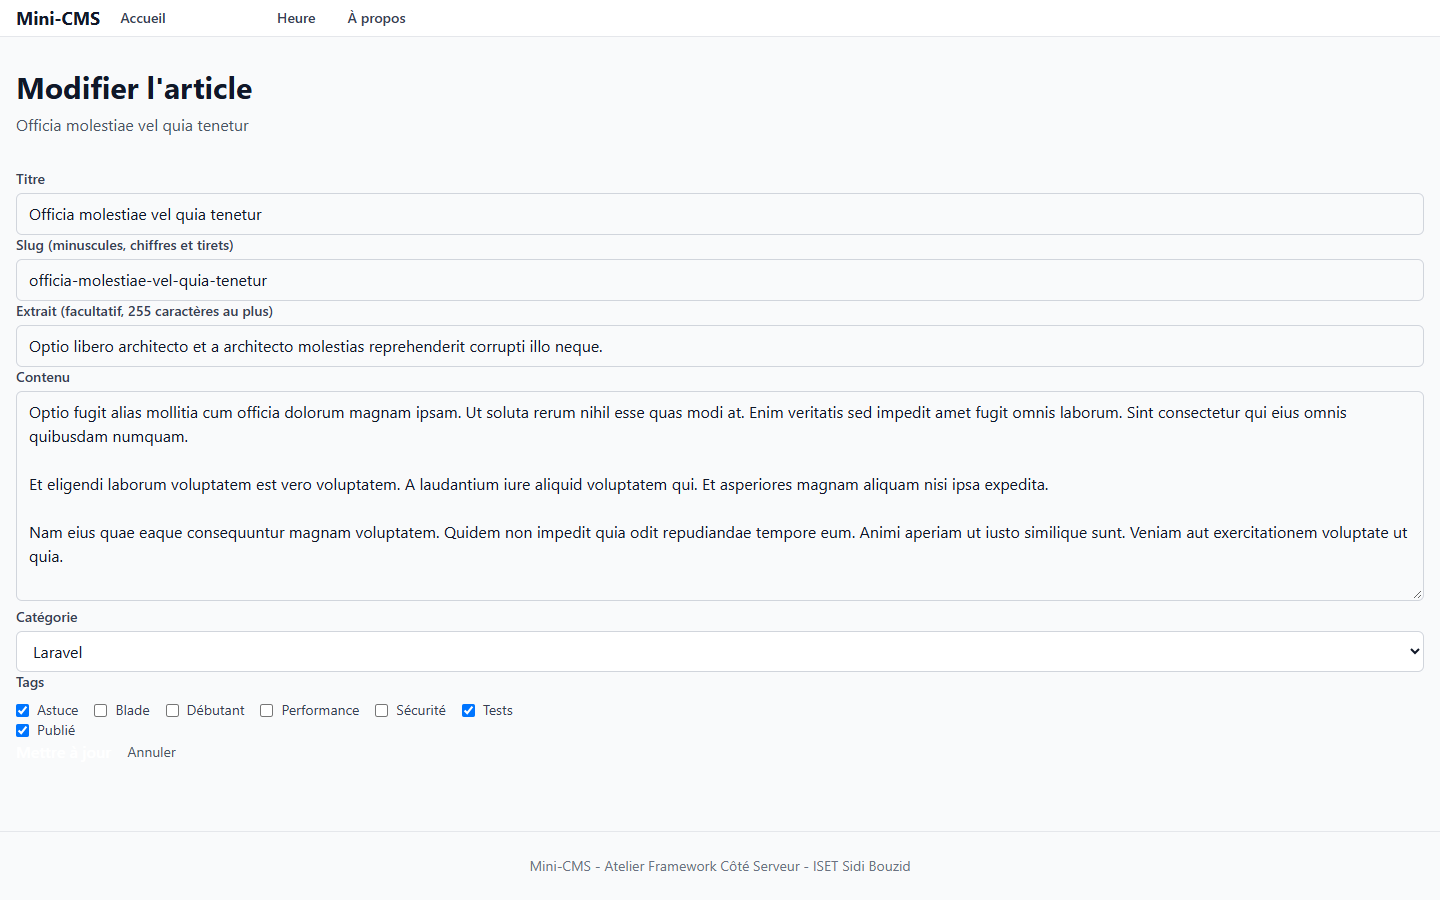 Mini-CMS Accueil Heure À propos
Modifier l'article
Officia molestiae vel quia tenetur
Titre
Officia molestiae vel quia tenetur
Slug (minuscules, chiffres et tirets)
officia-molestiae-vel-quia-tenetur
Extrait (facultatif, 255 caractères au plus)
Optio libero architecto et a architecto molestias reprehenderit corrupti illo neque.
Contenu
Optio fugit alias mollitia cum officia dolorum magnam ipsam. Ut soluta rerum nihil esse quas modi at. Enim veritatis sed impedit amet fugit omnis laborum. Sint consectetur qui eius omnis
quibusdam numquam.
Et eligendi laborum voluptatem est vero voluptatem. A laudantium iure aliquid voluptatem qui. Et asperiores magnam aliquam nisi ipsa expedita.
Nam eius quae eaque consequuntur magnam voluptatem. Quidem non impedit quia odit repudiandae tempore eum. Animi aperiam ut iusto similique sunt. Veniam aut exercitationem voluptate ut
quia.
Catégorie
Laravel
Tags
Astuce Blade Débutant Performance Sécurité Tests
Publié
Mettre à jour Annuler
Mini-CMS - Atelier Framework Côté Serveur - ISET Sidi Bouzid